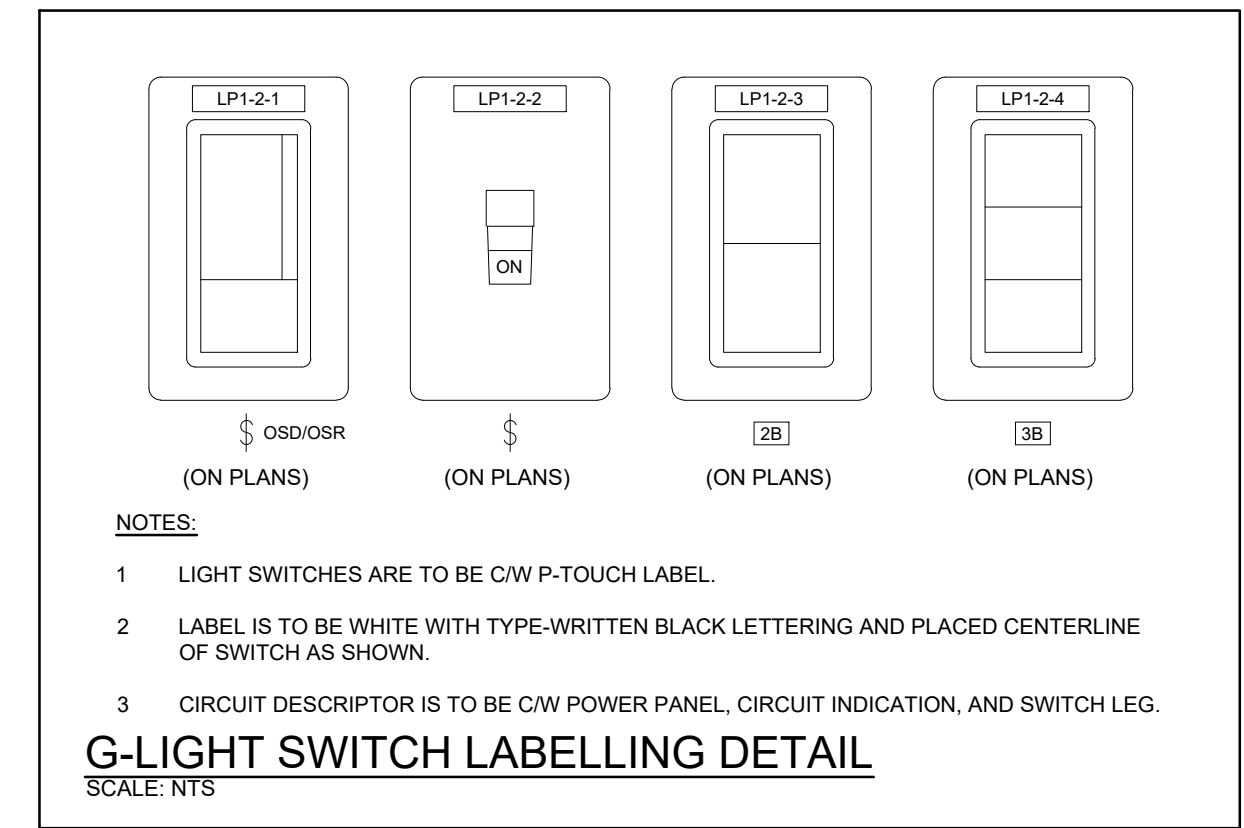 LP1-2-1 LP1-2-2 LP1-2-3 LP1-2-4
ON
$ OSD/OSR $ 2B 3B
(ON PLANS) (ON PLANS) (ON PLANS) (ON PLANS)
NOTES:
1 LIGHT SWITCHES ARE TO BE C/W P-TOUCH LABEL.
2 LABEL IS TO BE WHITE WITH TYPE-WRITTEN BLACK LETTERING AND PLACED CENTERLINE
OF SWITCH AS SHOWN.
3 CIRCUIT DESCRIPTOR IS TO BE C/W POWER PANEL, CIRCUIT INDICATION, AND SWITCH LEG.
G-LIGHT SWITCH LABELLING DETAIL
SCALE: NTS